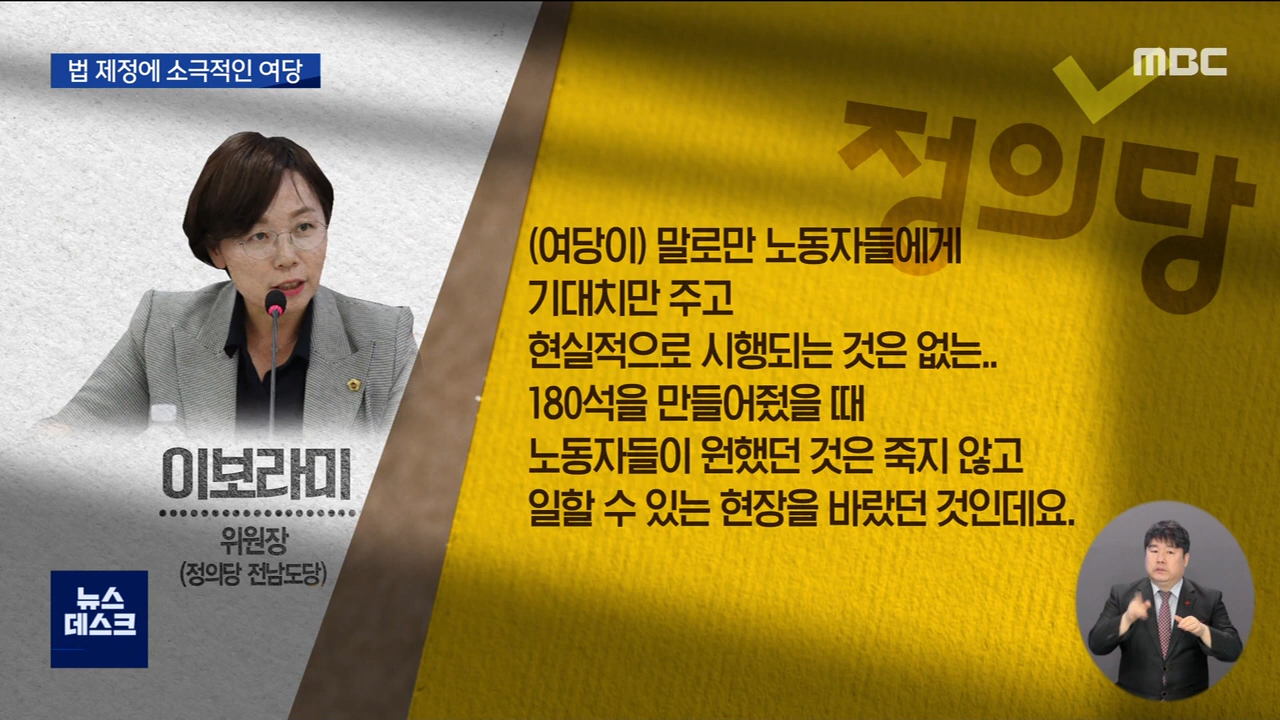 법 제정에 소극적인 여당
MBC
정의당
(여당이) 말로만 노동자들에게
기대치만 주고
현실적으로 시행되는 것은 없는..
180석을 만들어줬을 때
노동자들이 원했던 것은 죽지 않고
일할 수 있는 현장을 바랐던 것인데요.
이보라미
위원장
(정의당 전남도당)
뉴스
데스크